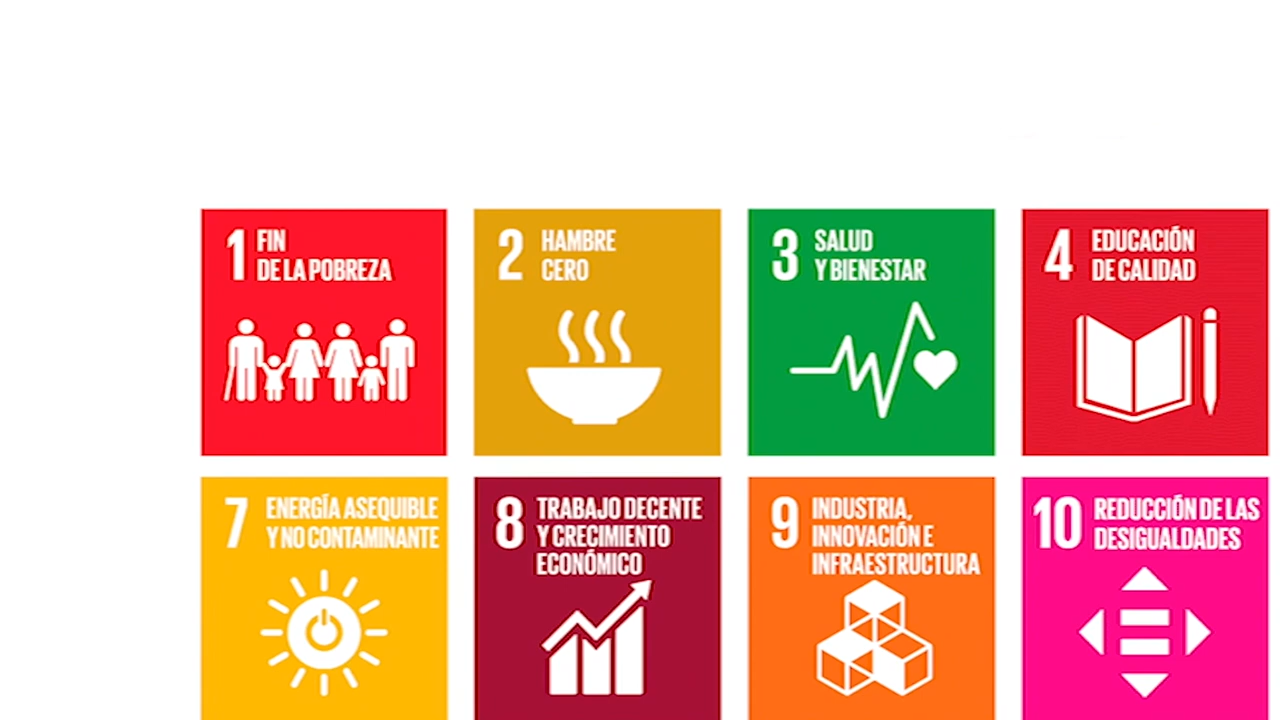 1 FIN
DE LA POBREZA
2 HAMBRE
CERO
3 SALUD
Y BIENESTAR
4 EDUCACIÓN
DE CALIDAD
7 ENERGÍA ASEQUIBLE
Y NO CONTAMINANTE
8 TRABAJO DECENTE
Y CRECIMIENTO
ECONÓMICO
9 INDUSTRIA,
INNOVACIÓN E
INFRAESTRUCTURA
10 REDUCCIÓN DE LAS
DESIGUALDADES